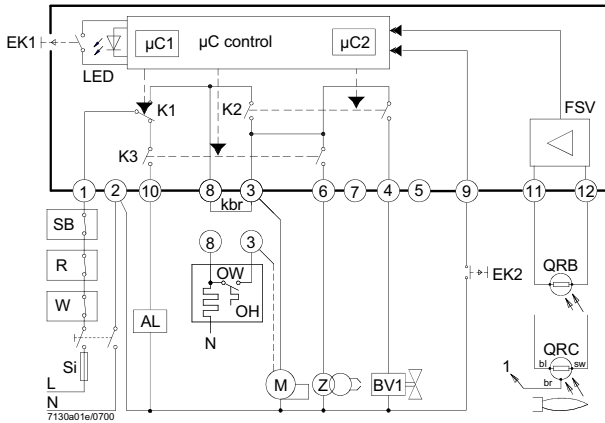 µC1 µC control µC2
EK1
LED
FSV
K1 K2
K3
1 2 10 8 3 6 7 4 5 9 11 12
kbr
SB
8 3
QRB
R
OW
EK2
W
AL
OH
QRC
Si
N
1 bl sw
br
L
M Z BV1
N
7130a01e/0700